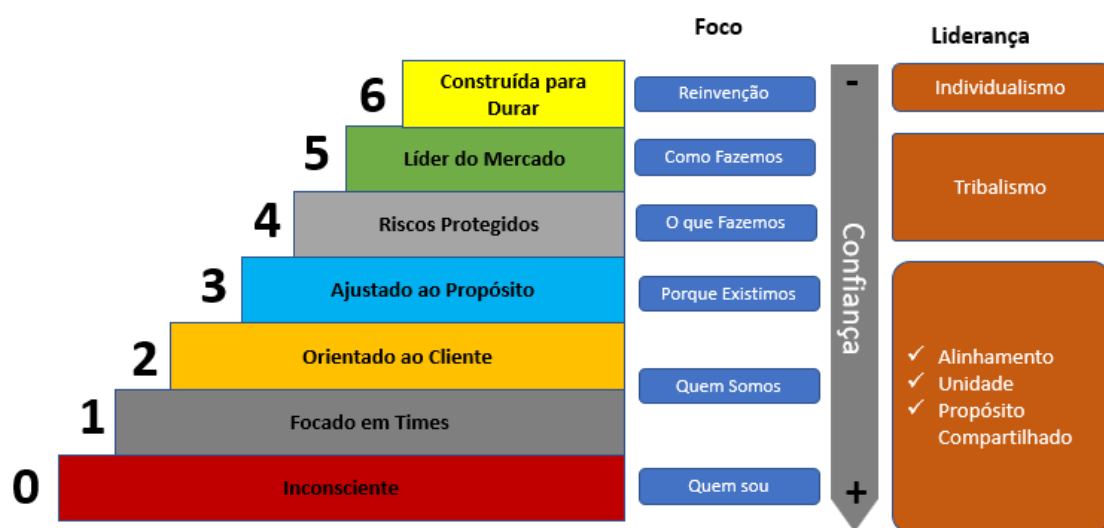 Foco
Liderança
6
Construída para
Durar
Reinvenção
-
Individualismo
5
Líder do Mercado
Como Fazemos
Tribalismo
4
Riscos Protegidos
O que Fazemos
Confiança
3
Ajustado ao Propósito
Porque Existimos
2
Orientado ao Cliente
Quem Somos
✓ Alinhamento
✓ Unidade
✓ Propósito
Compartilhado
1
Focado em Times
0
Inconsciente
Quem sou
+